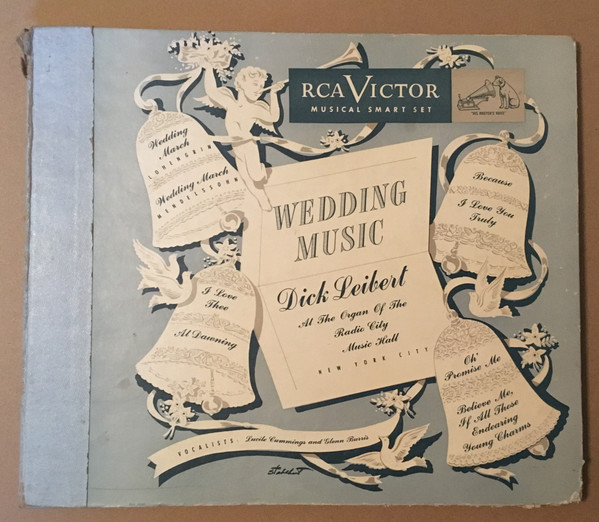 RCA VICTOR
MUSICAL SMART SET
"HIS MASTER'S VOICE"
Wedding
March
LOHENGRIN
Wedding March
MENDELSSOHN
Because
I Love You
Truly
WEDDING
MUSIC
Dick Leibert
At The Organ Of The
Radio City
Music Hall
NEW YORK CITY
I Love
Thee
At Dawning
Oh'
Promise Me
Believe Me,
If All Those
Endearing
Young Charms
VOCALISTS: Lucile Cummings and Glenn Burris